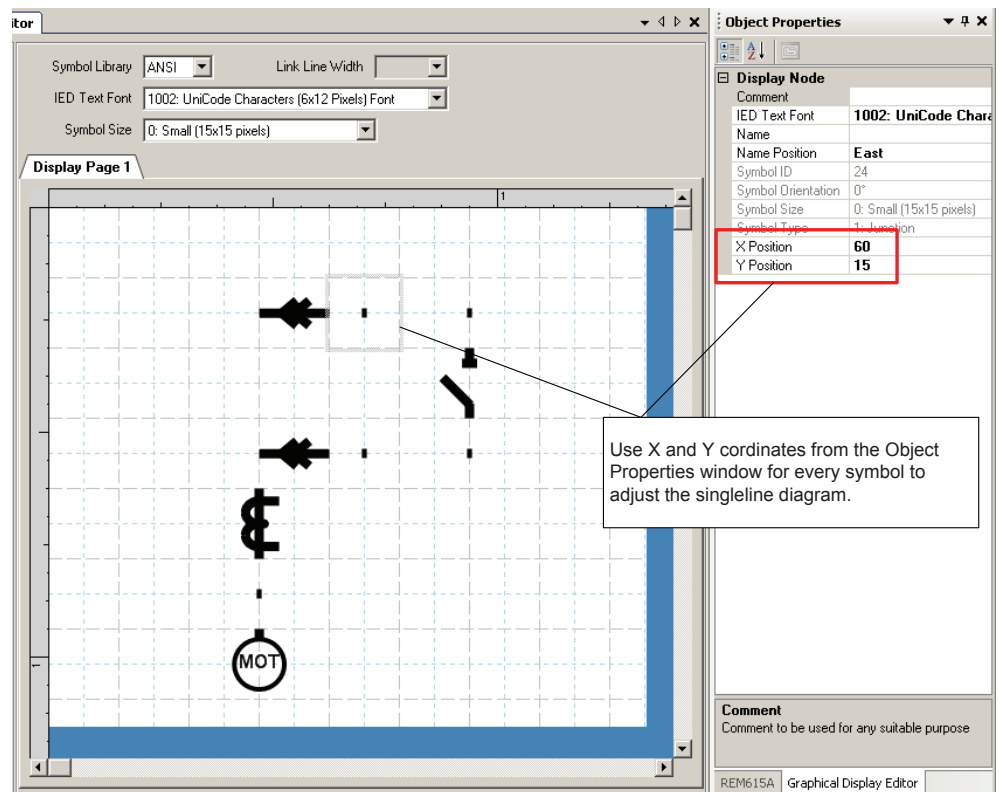 itor
Object Properties
Symbol Library ANSI Link Line Width
IED Text Font 1002: UniCode Characters (6x12 Pixels) Font
Symbol Size 0: Small (15x15 pixels)
Display Page 1
1
Display Node
Comment
IED Text Font 1002: UniCode Chara
Name
Name Position East
Symbol ID 24
Symbol Orientation 0°
Symbol Size 0: Small (15x15 pixels)
Symbol Type 1: Junction
X Position 60
Y Position 15
Use X and Y cordinates from the Object
Properties window for every symbol to
adjust the singleline diagram.
MOT
1
Comment
Comment to be used for any suitable purpose
REM615A Graphical Display Editor